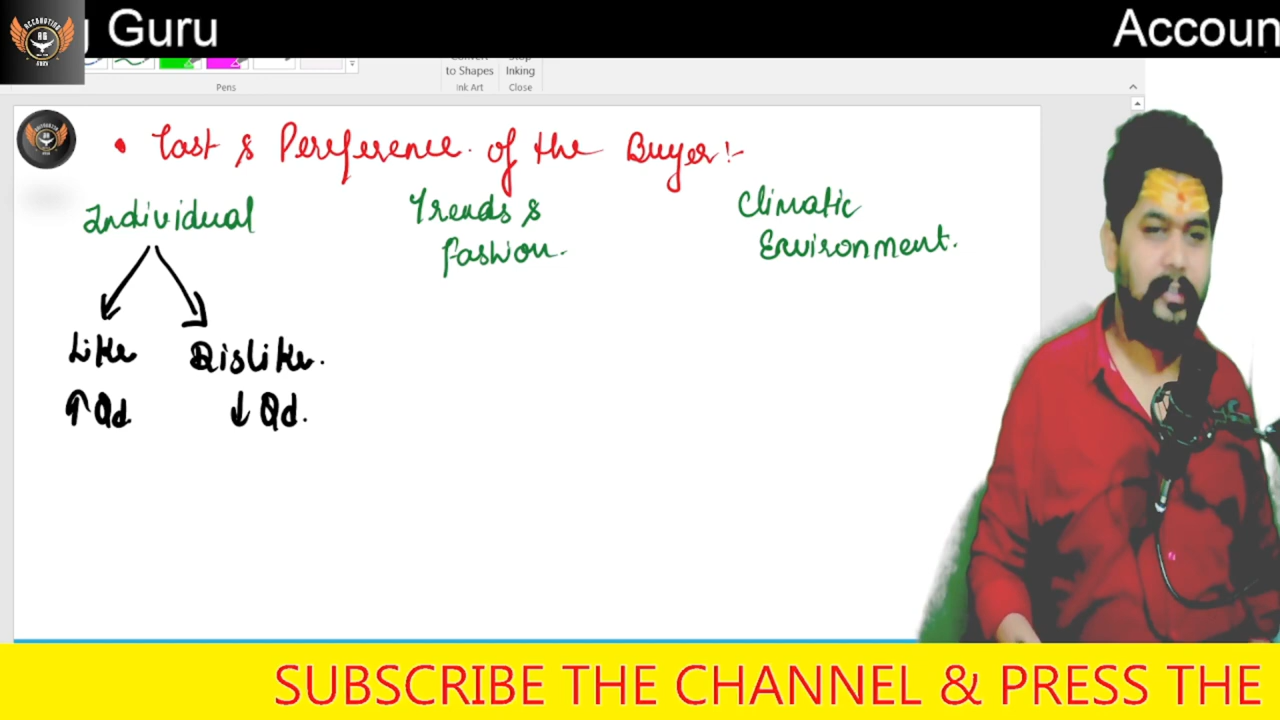 g Guru
Accoun
to Shapes
Inking
Pens
Ink Art
Close
• Tast & Pereference. of the Buyer:-
Individual
Trends &
fashion.
Climatic
Environment.
Like
Dislike.
↑Qd.
↓ Qd.
SUBSCRIBE THE CHANNEL & PRESS THE